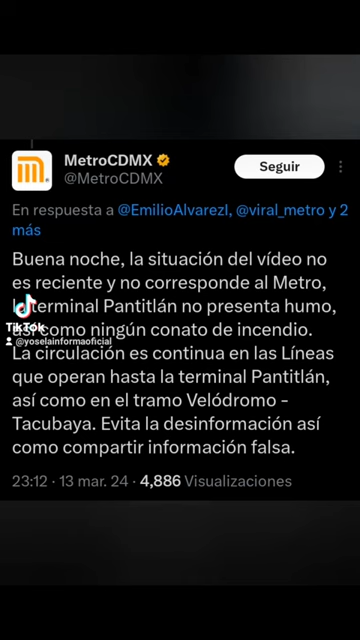 MetroCDMX
@MetroCDMX
Seguir
En respuesta a @EmilioAlvarezI, @viral_metro y 2
más
Buena noche, la situación del vídeo no
es reciente y no corresponde al Metro,
la terminal Pantitlán no presenta humo,
así como ningún conato de incendio.
La circulación es continua en las Líneas
que operan hasta la terminal Pantitlán,
así como en el tramo Velódromo -
Tacubaya. Evita la desinformación así
como compartir información falsa.
23:12 · 13 mar. 24 · 4,886 Visualizaciones
TikTok
@yoselainformaoficial